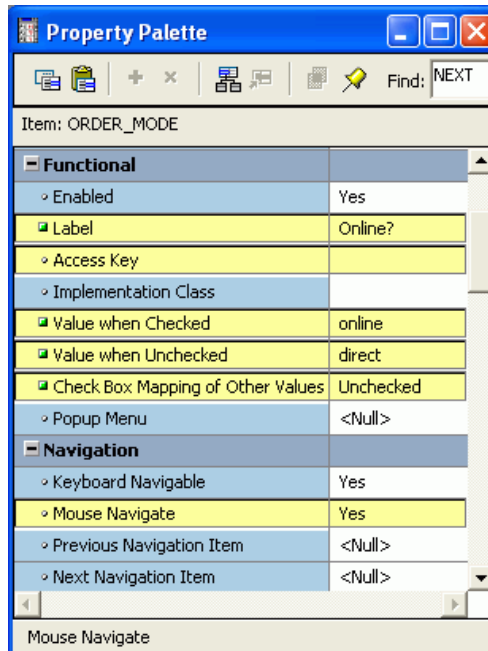 Property Palette
Find: NEXT
Item: ORDER_MODE
Functional
Enabled Yes
Label Online?
Access Key
Implementation Class
Value when Checked online
Value when Unchecked direct
Check Box Mapping of Other Values Unchecked
Popup Menu <Null>
Navigation
Keyboard Navigable Yes
Mouse Navigate Yes
Previous Navigation Item <Null>
Next Navigation Item <Null>
Mouse Navigate